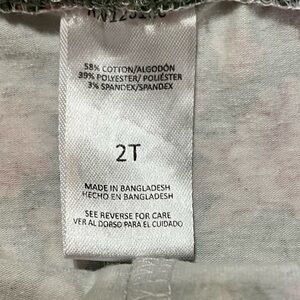 58% COTTON/ALGODÓN
39% POLYESTER/ POLIÉSTER
3% SPANDEX/SPANDEX
2T
MADE IN BANGLADESH
HECHO EN BANGLADESH
SEE REVERSE FOR CARE
VER AL DORSO PARA EL CUIDADO